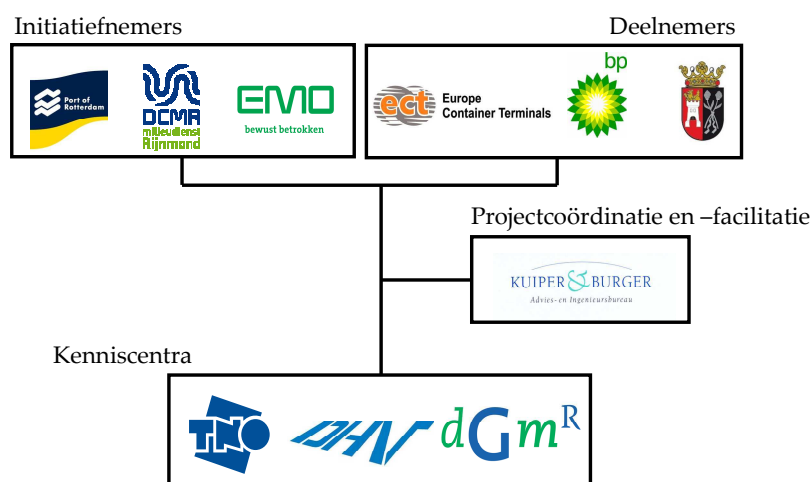 Initiatiefnemers
Deelnemers
Port of
Rotterdam
DCMR
milieudienst
Rijnmond
EMO
bewust betrokken
ect
Europe
Container Terminals
bp
Projectcoördinatie en –facilitatie
KUIPER & BURGER
Advies- en Ingenieursbureau
Kenniscentra
TNO
DHV
dGmR